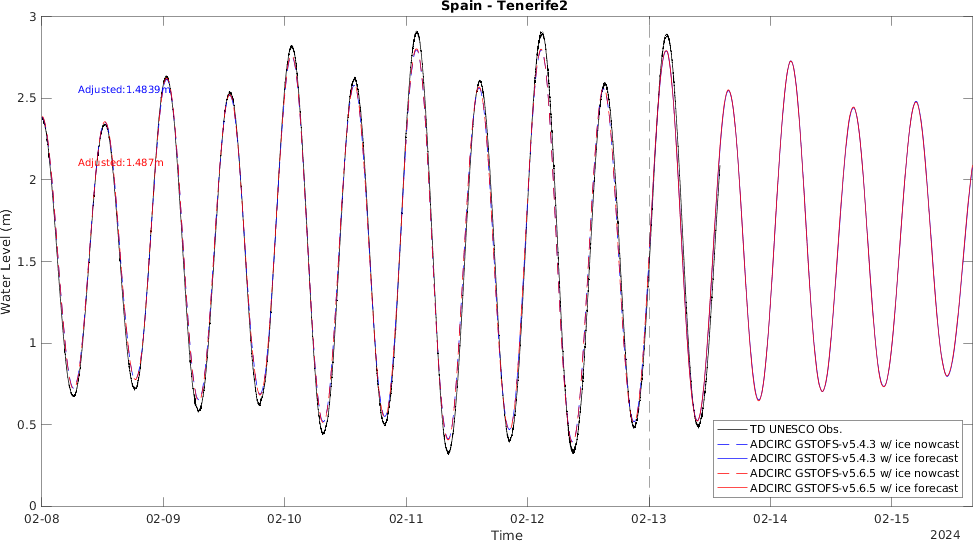 Spain - Tenerife2
3
2.5
2
1.5
1
0.5
0
Water Level (m)
Adjusted:1.4839m
Adjusted:1.487m
TD UNESCO Obs.
ADCIRC GSTOFS-v5.4.3 w/ ice nowcast
ADCIRC GSTOFS-v5.4.3 w/ ice forecast
ADCIRC GSTOFS-v5.6.5 w/ ice nowcast
ADCIRC GSTOFS-v5.6.5 w/ ice forecast
02-08 02-09 02-10 02-11 02-12 02-13 02-14 02-15
Time
2024